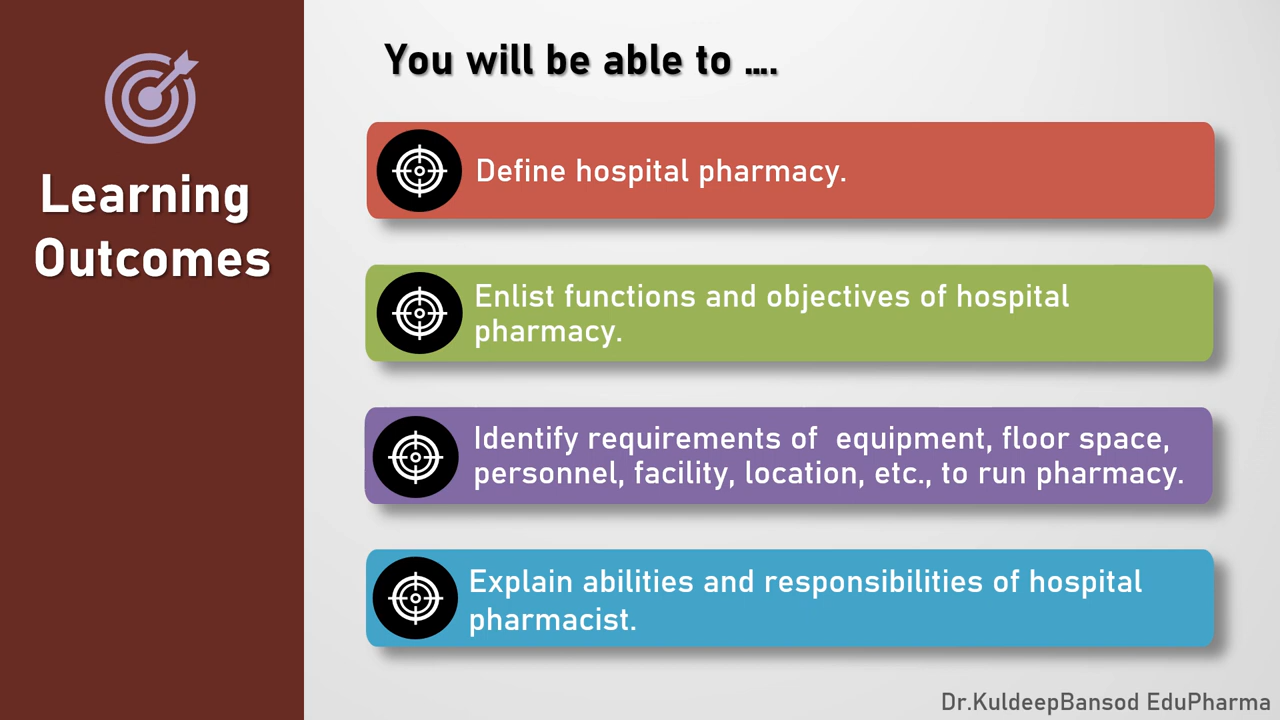 Learning
Outcomes
You will be able to ....
Define hospital pharmacy.
Enlist functions and objectives of hospital
pharmacy.
Identify requirements of  equipment, floor space,
personnel, facility, location, etc., to run pharmacy.
Explain abilities and responsibilities of hospital
pharmacist.
Dr.KuldeepBansod EduPharma